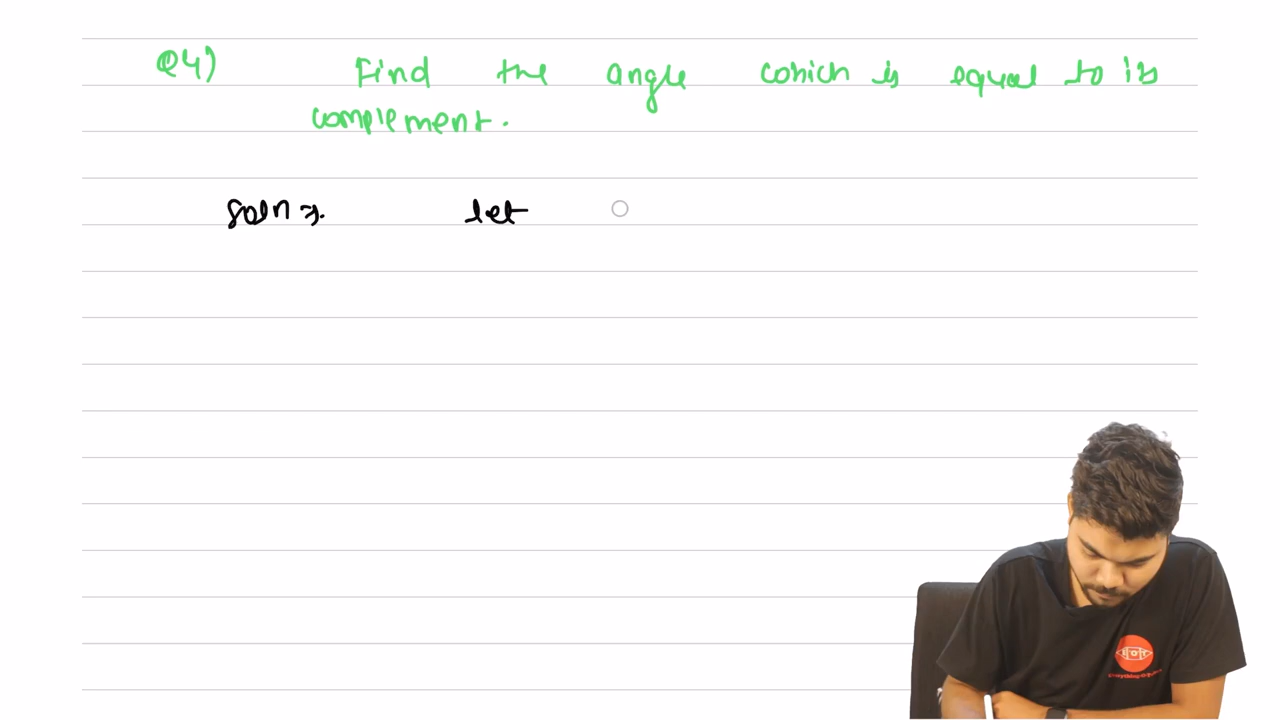 Q4) Find the angle which is equal to its
complement.
Soln⇒. let